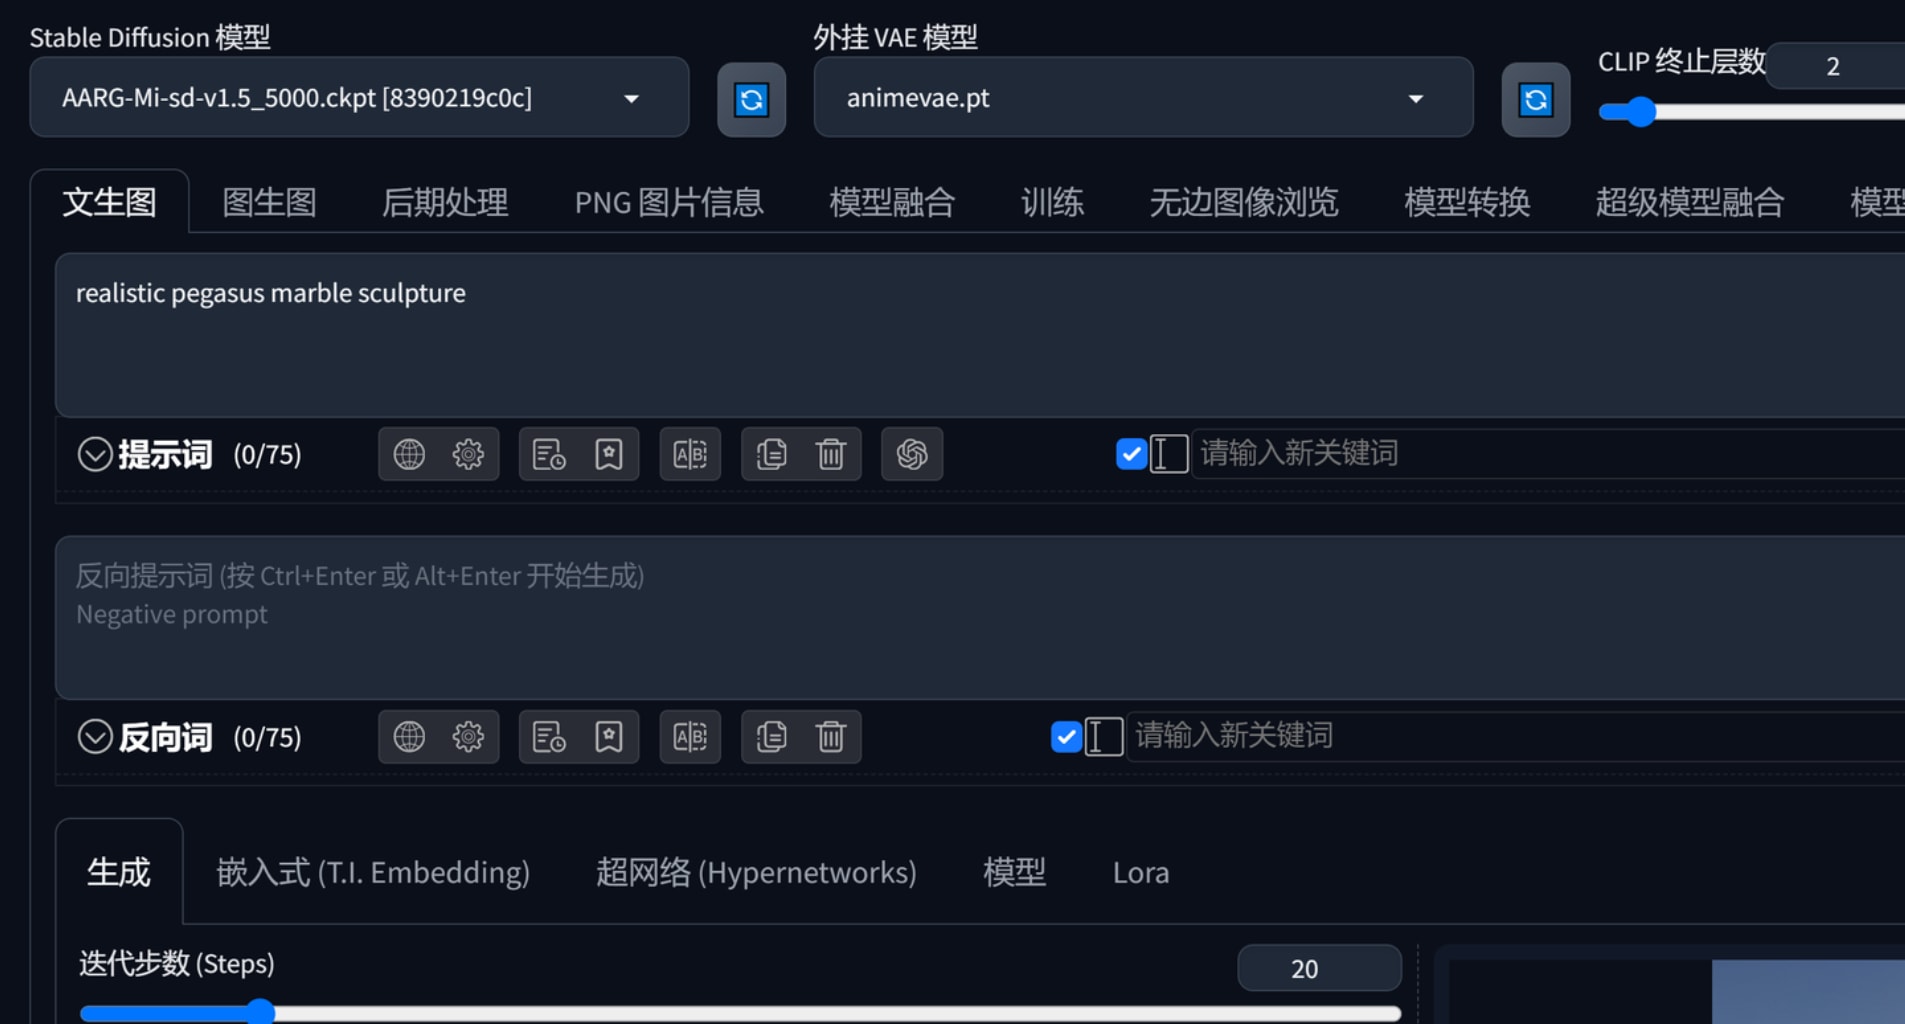 Stable Diffusion 模型
外挂 VAE 模型
CLIP 终止层数
2
AARG-Mi-sd-v1.5_5000.ckpt [8390219c0c]
animevae.pt
文生图
图生图
后期处理
PNG 图片信息
模型融合
训练
无边图像浏览
模型转换
超级模型融合
模型
realistic pegasus marble sculpture
提示词 (0/75)
请输入新关键词
反向提示词 (按 Ctrl+Enter 或 Alt+Enter 开始生成)
Negative prompt
反向词 (0/75)
请输入新关键词
生成
嵌入式 (T.I. Embedding)
超网络 (Hypernetworks)
模型
Lora
迭代步数 (Steps)
20